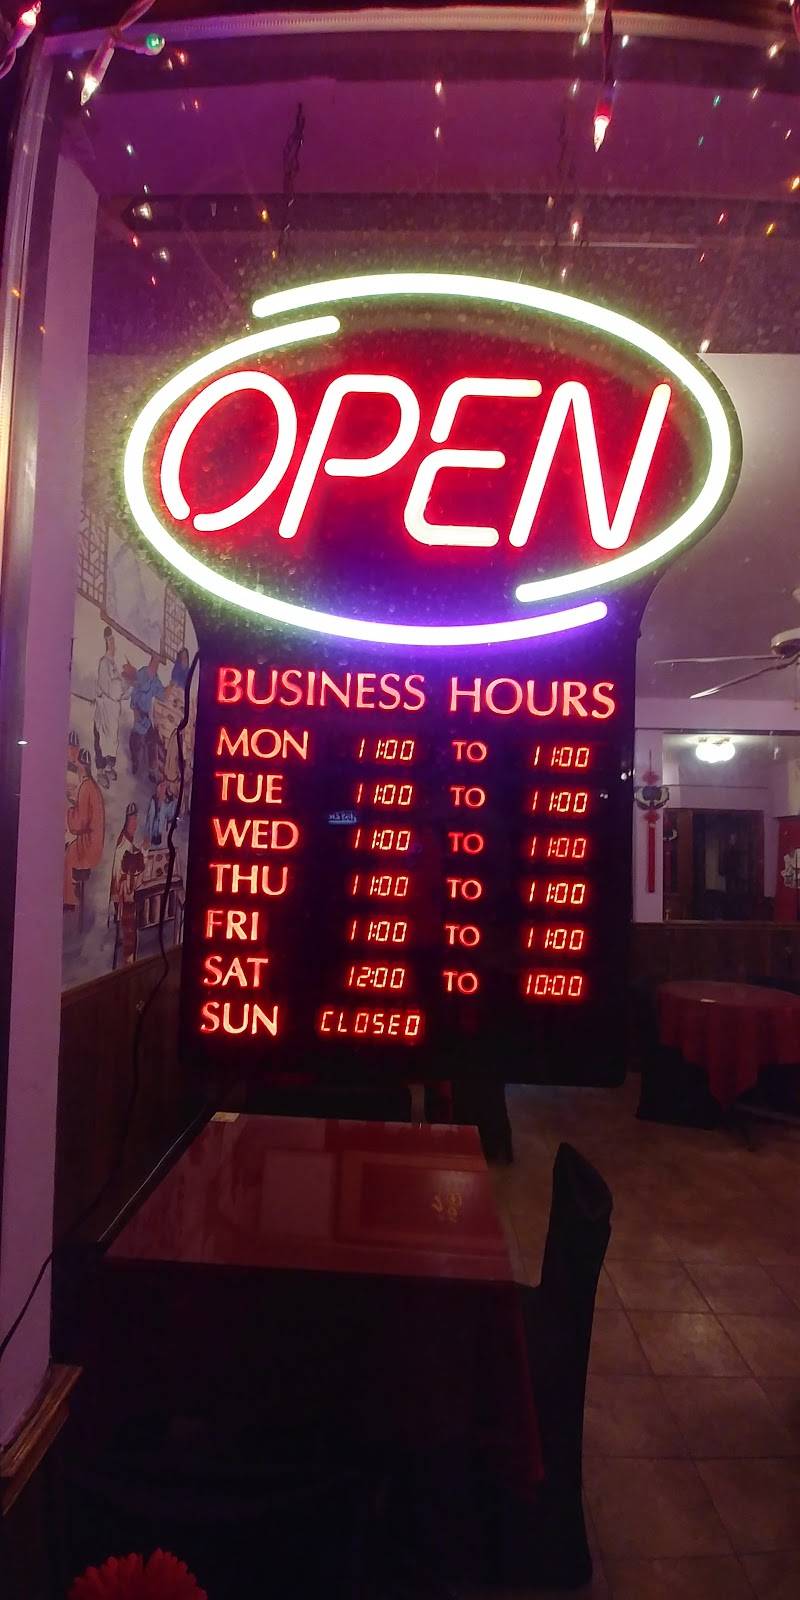 OPEN
BUSINESS HOURS
MON 11:00 TO 11:00
TUE 11:00 TO 11:00
WED 11:00 TO 11:00
THU 11:00 TO 11:00
FRI 11:00 TO 11:00
SAT 12:00 TO 10:00
SUN CLOSED